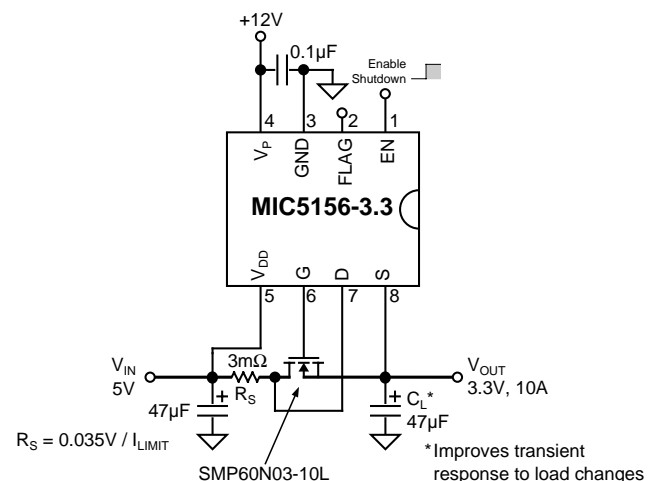 +12V
0.1µF
Enable
Shutdown
4
3
2
1
VP
GND
FLAG
EN
MIC5156-3.3
VDD
G
D
S
5
6
7
8
VIN
5V
3mΩ
RS
VOUT
3.3V, 10A
+
47µF
+
CL*
47µF
RS = 0.035V / ILIMIT
SMP60N03-10L
*Improves transient
response to load changes